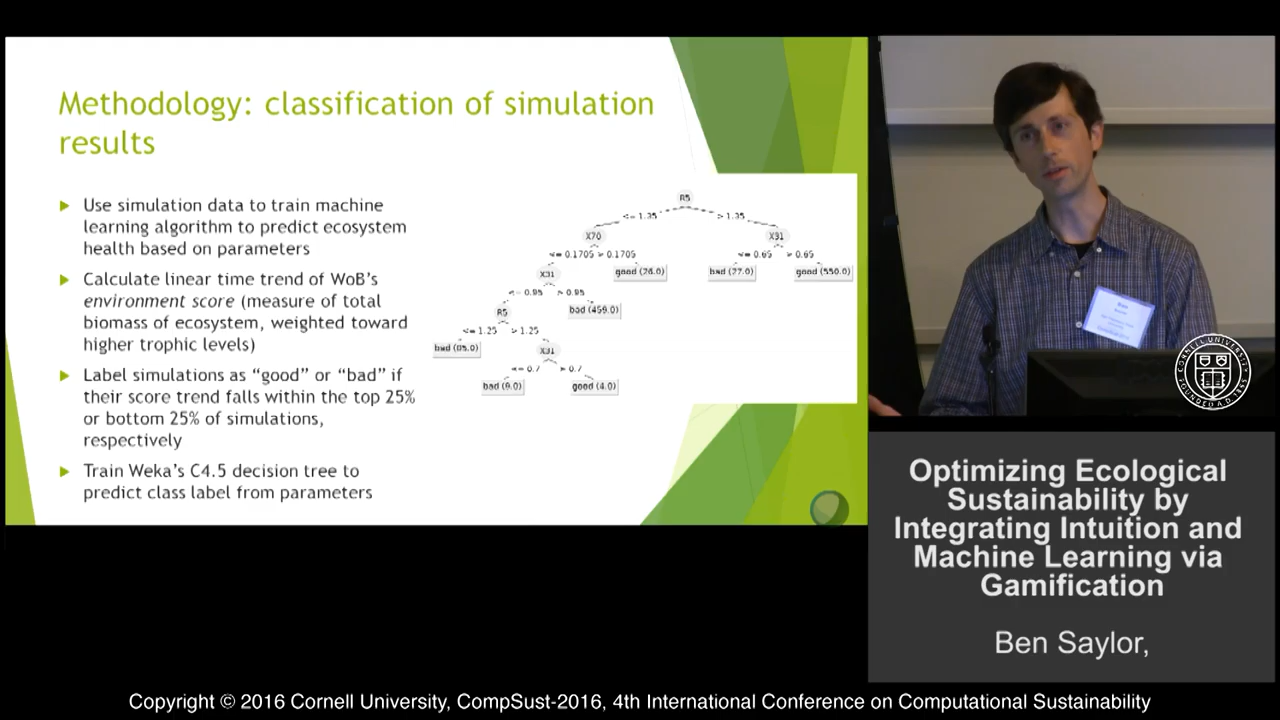 Methodology: classification of simulation
results
Use simulation data to train machine
learning algorithm to predict ecosystem
health based on parameters
Calculate linear time trend of WoB's
environment score (measure of total
biomass of ecosystem, weighted toward
higher trophic levels)
Label simulations as "good" or "bad" if
their score trend falls within the top 25%
or bottom 25% of simulations,
respectively
Train Weka's C4.5 decision tree to
predict class label from parameters
R5
<= 1.35 > 1.35
X70 X31
<= 0.1705 > 0.1705 <= 0.65 > 0.65
X31 good (26.0) bad (77.0) good (550.0)
<= 0.95 > 0.95
R5 bad (459.0)
<= 1.25 > 1.25
bad X31
<= 0.7 > 0.7
bad (9.0) good (4.0)
Ben
Optimizing Ecological
Sustainability by
Integrating Intuition and
Machine Learning via
Gamification
Ben Saylor,
Copyright © 2016 Cornell University, CompSust-2016, 4th International Conference on Computational Sustainability